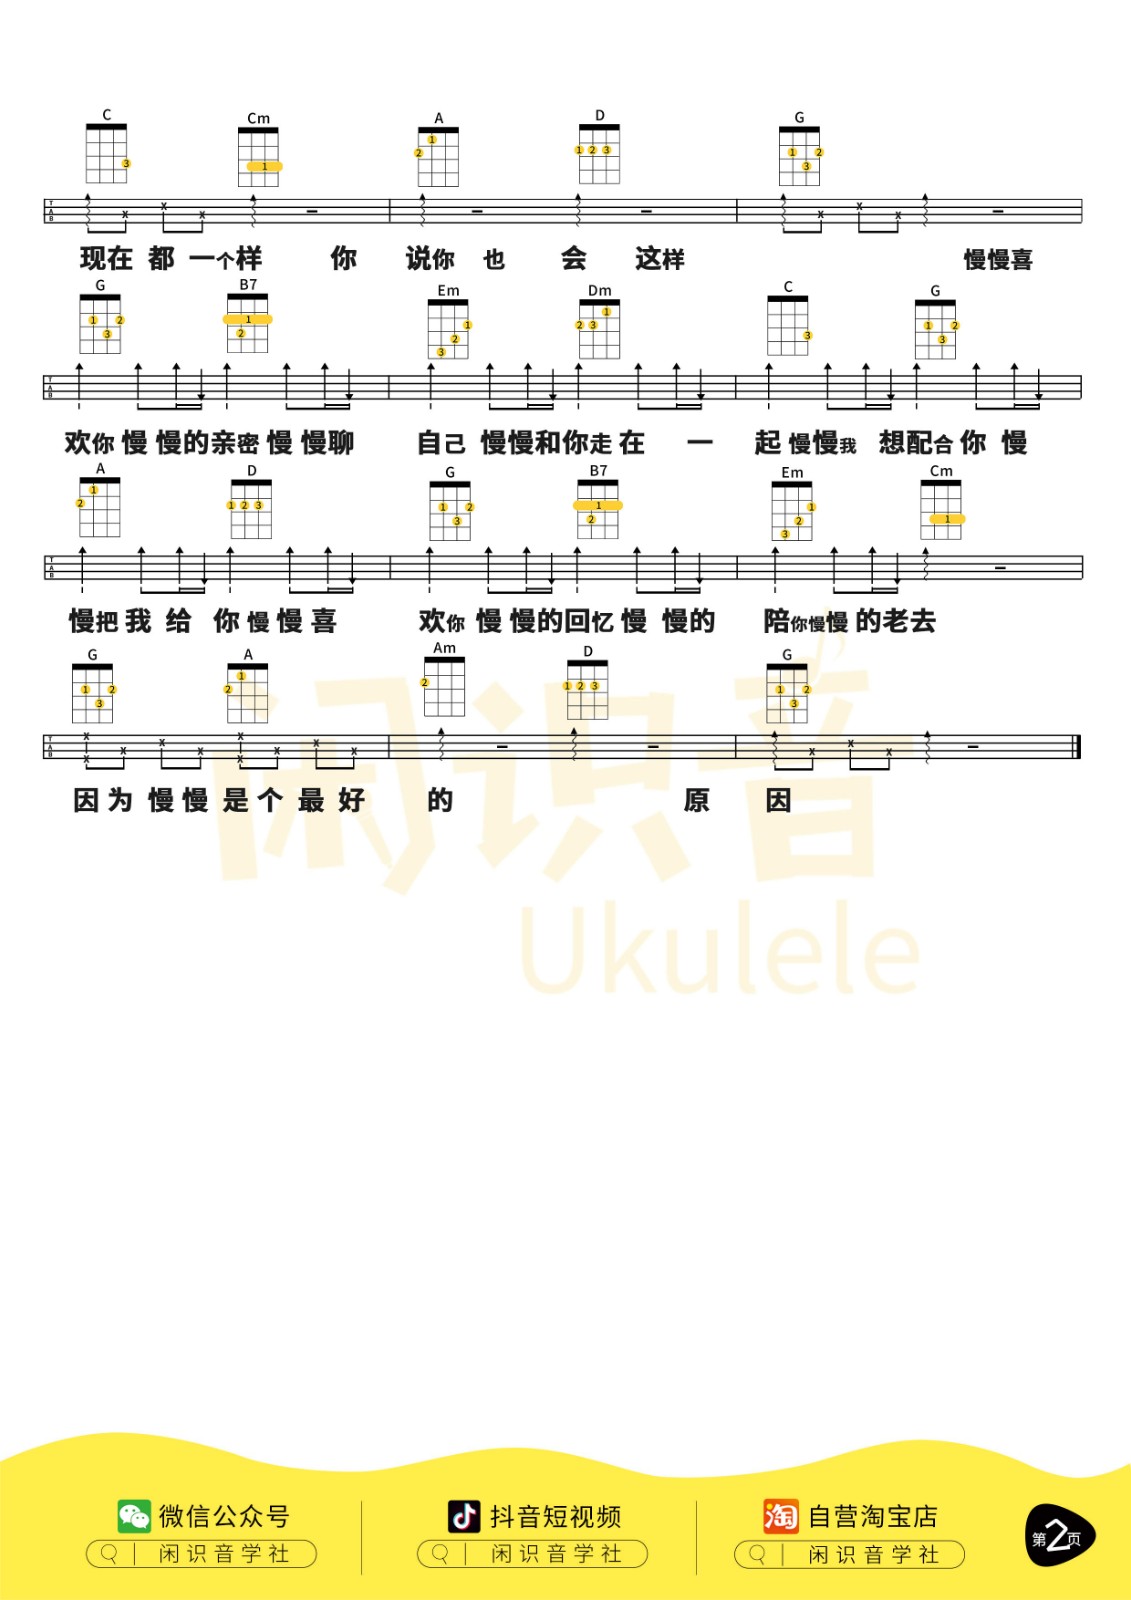 C Cm A D G
现在 都 一个样 你 说你 也 会 这样 慢慢喜
G B7 Em Dm C G
欢你 慢 慢的亲密 慢 慢聊 自己 慢慢和你走 在 一 起 慢慢我 想配合 你 慢
A D G B7 Em Cm
慢把 我 给 你 慢 慢 喜 欢你 慢 慢的回忆 慢 慢的 陪你慢慢 的老去
G A Am D G
因 为 慢 慢 是 个 最 好 的 原 因
闲识音
Ukulele
微信公众号 抖音短视频 自营淘宝店
闲识音学社 闲识音学社 闲识音学社
第2页